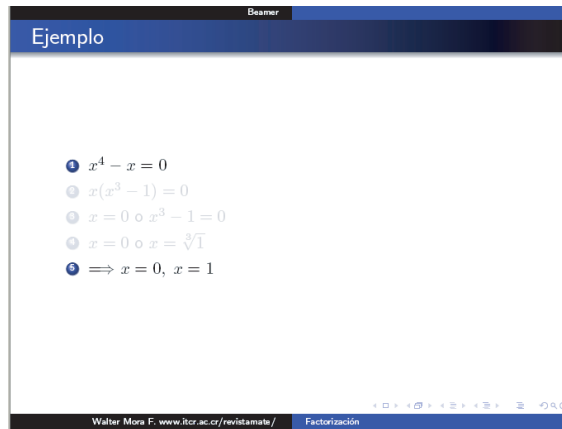 Beamer
Ejemplo
1 x⁴ − x = 0
2 x(x³ − 1) = 0
3 x = 0 o x³ − 1 = 0
4 x = 0 o x = ∛1
5 ⟹ x = 0, x = 1
Walter Mora F. www.itcr.ac.cr/revistamate/ Factorización